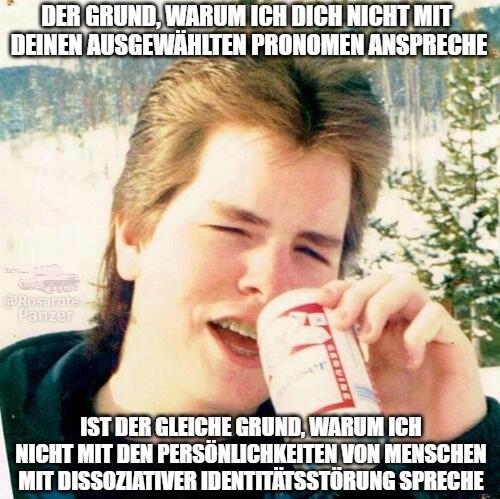 DER GRUND, WARUM ICH DICH NICHT MIT
DEINEN AUSGEWÄHLTEN PRONOMEN ANSPRECHE
@Rosarote
Panzer
GENUINE
IST DER GLEICHE GRUND, WARUM ICH
NICHT MIT DEN PERSÖNLICHKEITEN VON MENSCHEN
MIT DISSOZIATIVER IDENTITÄTSSTÖRUNG SPRECHE